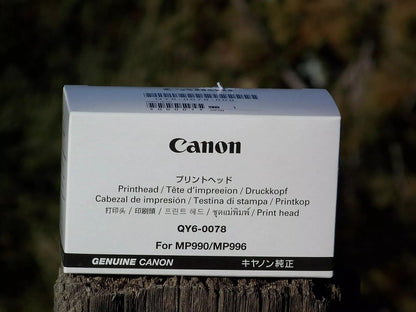 Canon
プリントヘッド
Printhead / Tête d'impreeion / Druckkopf
Cabezal de impresión / Testina di stampa / Printkop
打印头 / 印刷頭 / 프린트 헤드 / ชุดแม่พิมพ์ / Print head
QY6-0078
For MP990/MP996
GENUINE CANON
キヤノン純正